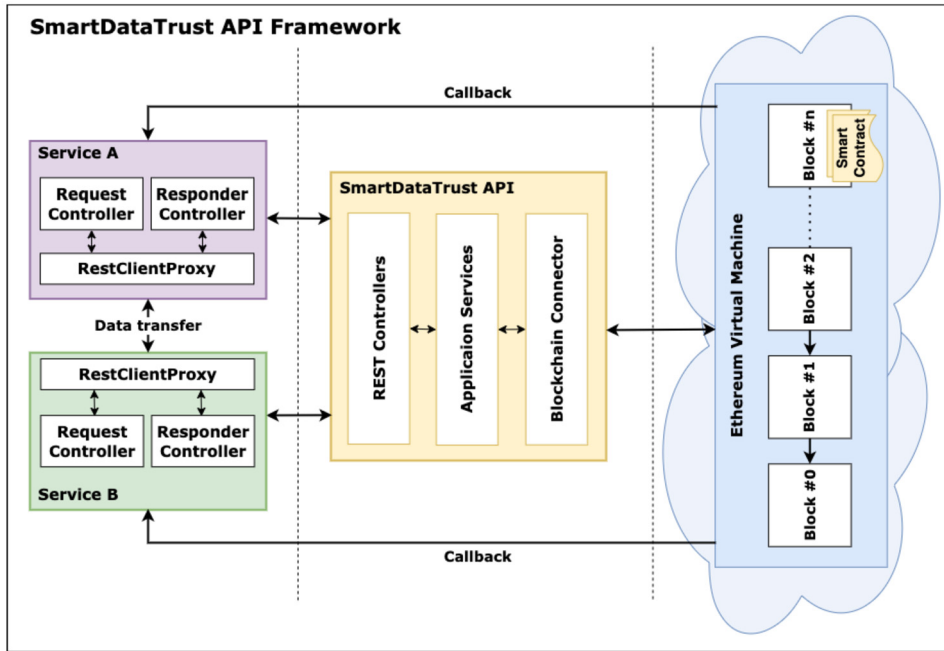 SmartDataTrust API Framework
Callback
Service A
Request
Controller
Responder
Controller
RestClientProxy
Data transfer
RestClientProxy
Request
Controller
Responder
Controller
Service B
SmartDataTrust API
REST Controllers
Applicaion Services
Blockchain Connector
Callback
Ethereum Virtual Machine
Block #n
Smart
Contract
Block #2
Block #1
Block #0